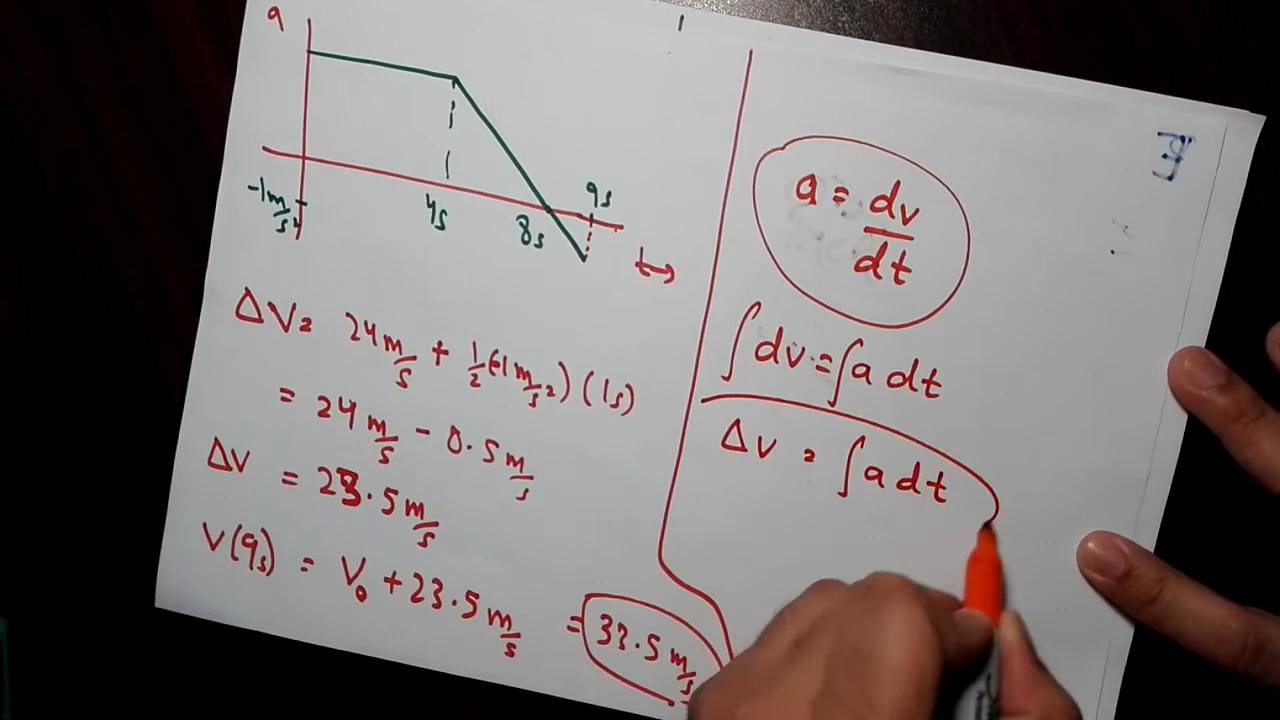 a
-1m/s²
4s
8s
9s
t→
ΔV = 24 m/s + 1/2 (-1 m/s²) (1s)
= 24 m/s - 0.5 m/s
ΔV = 23.5 m/s
V(9s) = V₀ + 23.5 m/s = 33.5 m/s
a = dv/dt
∫dv = ∫a dt
Δv = ∫a dt